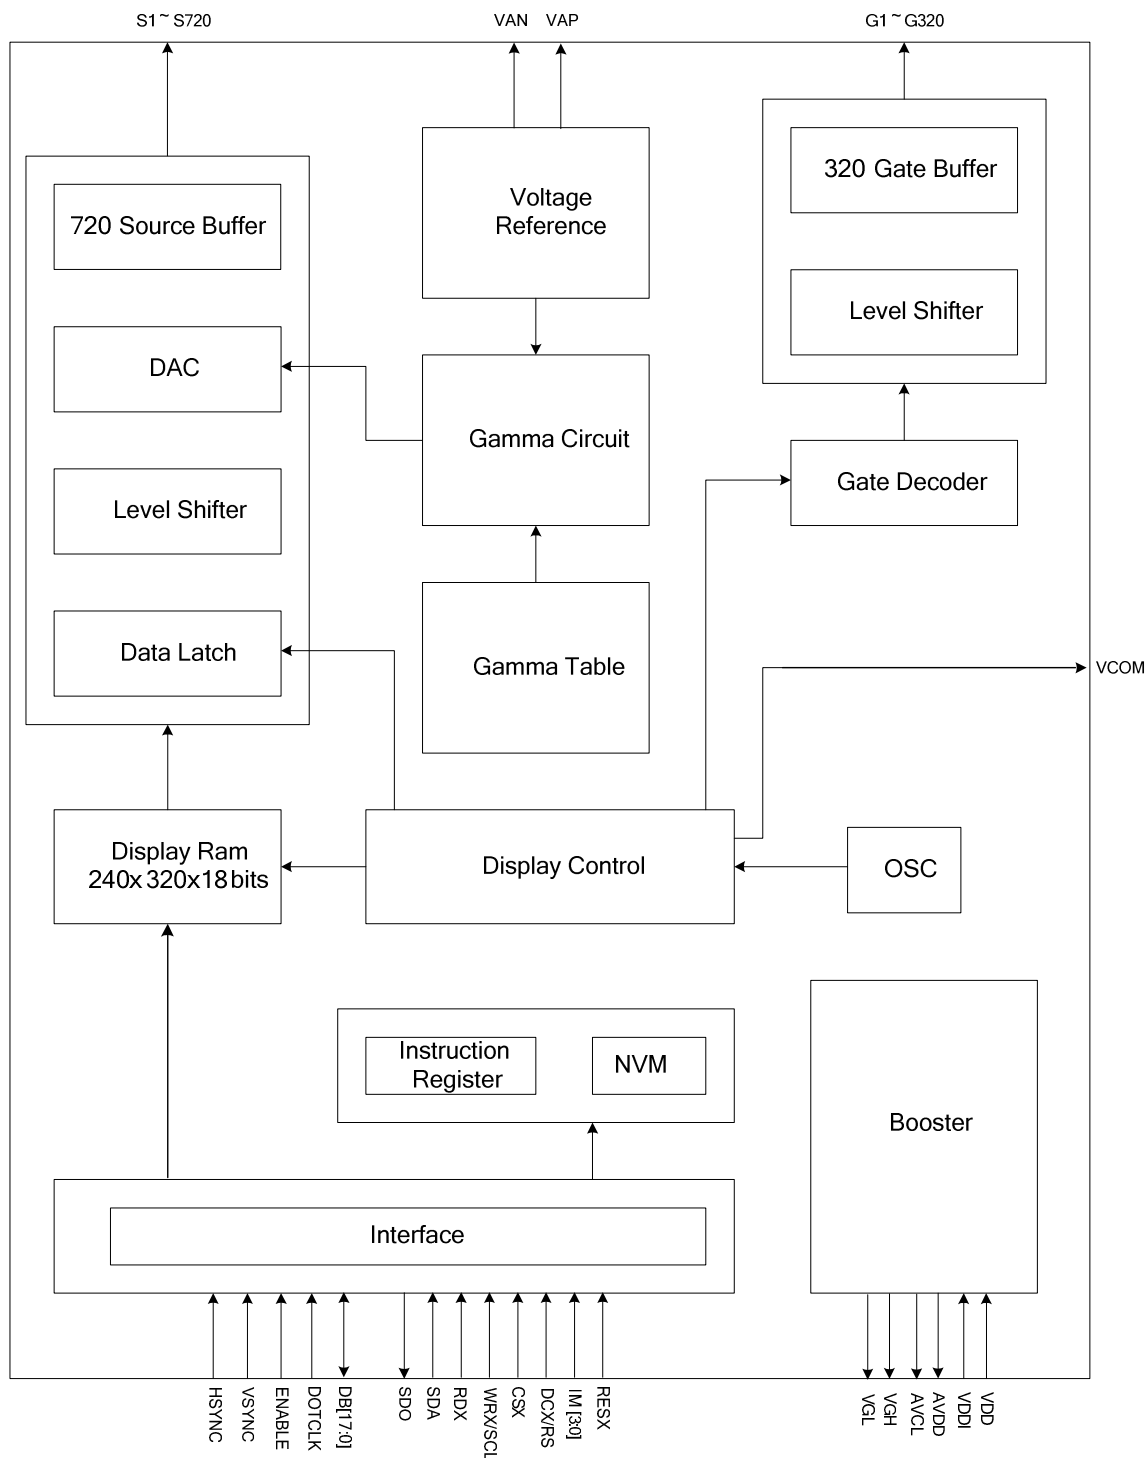 S1~S720
VAN
VAP
G1~G320
720 Source Buffer
Voltage
Reference
320 Gate Buffer
Level Shifter
DAC
Gamma Circuit
Gate Decoder
Level Shifter
Data Latch
Gamma Table
VCOM
Display Ram
240x320x18bits
Display Control
OSC
Instruction
Register
NVM
Booster
Interface
HSYNC
VSYNC
ENABLE
DOTCLK
DB[17:0]
SDO
SDA
RDX
WRX/SCL
CSX
DCX/RS
IM [3:0]
RESX
VGL
VGH
AVCL
AVDD
VDDI
VDD